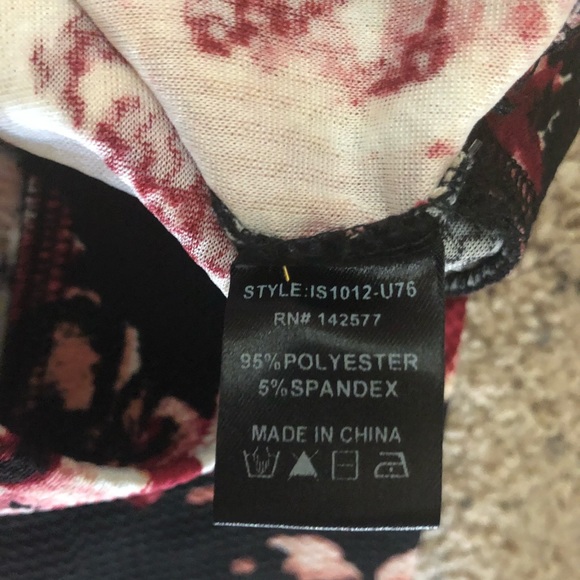 STYLE:IS1012-U76
RN# 142577
95%POLYESTER
5%SPANDEX
MADE IN CHINA